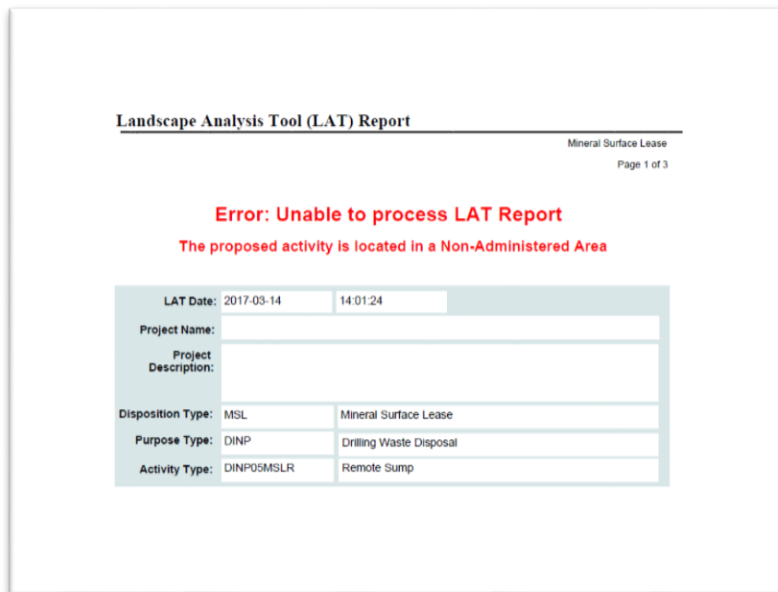 Landscape Analysis Tool (LAT) Report
Mineral Surface Lease
Page 1 of 3
Error: Unable to process LAT Report
The proposed activity is located in a Non-Administered Area
LAT Date: 2017-03-14 14:01:24
Project Name:
Project
Description:
Disposition Type: MSL Mineral Surface Lease
Purpose Type: DINP Drilling Waste Disposal
Activity Type: DINP05MSLR Remote Sump